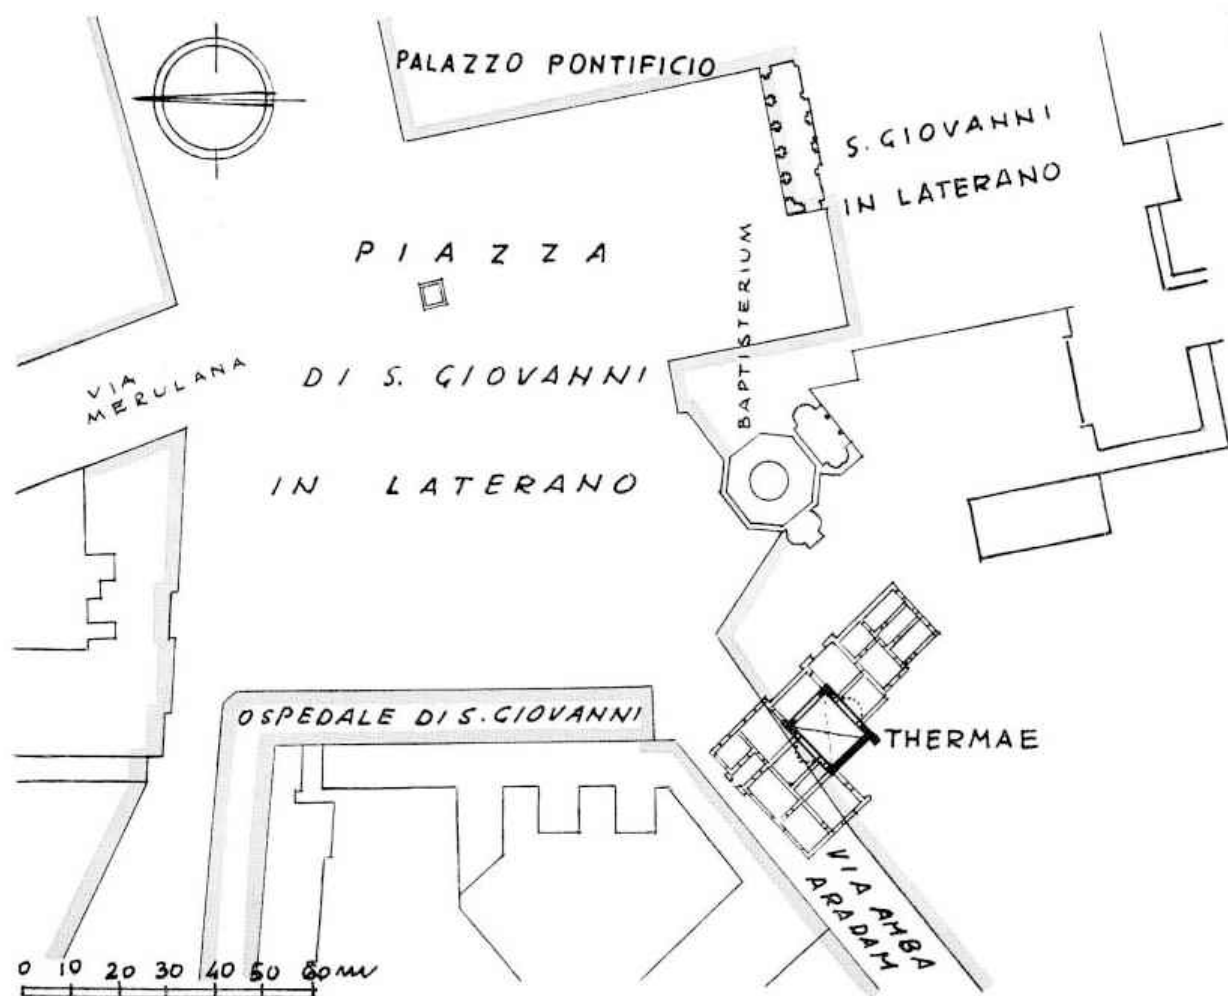 PALAZZO PONTIFICIO
S. GIOVANNI
IN LATERANO
PIAZZA
DI S. GIOVANNI
IN LATERANO
BAPTISTERIUM
VIA
MERULANA
OSPEDALE DI S. GIOVANNI
THERMAE
VIA AMBA
ARADAM
0 10 20 30 40 50 60 m